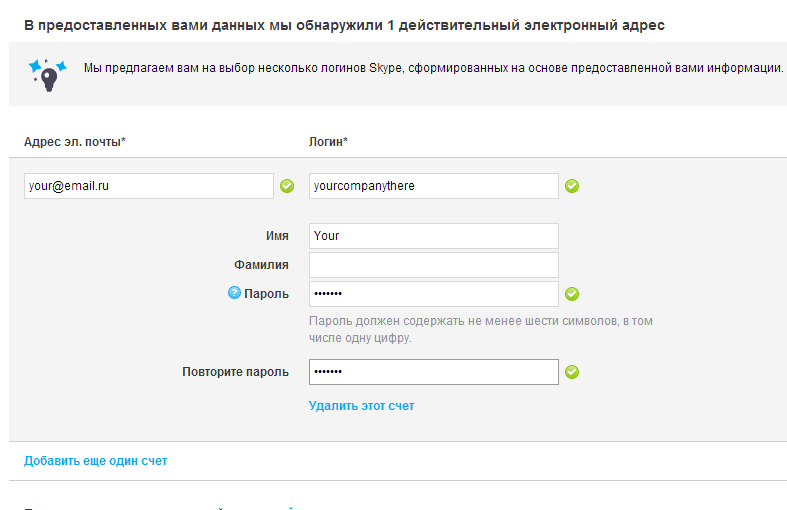 В предоставленных вами данных мы обнаружили 1 действительный электронный адрес
Мы предлагаем вам на выбор несколько логинов Skype, сформированных на основе предоставленной вами информации.
Адрес эл. почты* Логин*
your@email.ru yourcompanythere
Имя Your
Фамилия
? Пароль •••••••
Пароль должен содержать не менее шести символов, в том
числе одну цифру.
Повторите пароль •••••••
Удалить этот счет
Добавить еще один счет